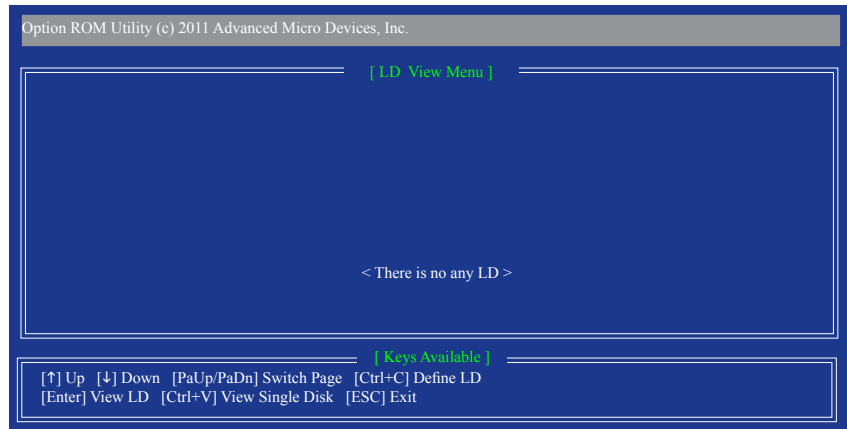 Option ROM Utility (c) 2011 Advanced Micro Devices, Inc.
[ LD View Menu ]
< There is no any LD >
[ Keys Available ]
[↑] Up [↓] Down [PaUp/PaDn] Switch Page [Ctrl+C] Define LD
[Enter] View LD [Ctrl+V] View Single Disk [ESC] Exit